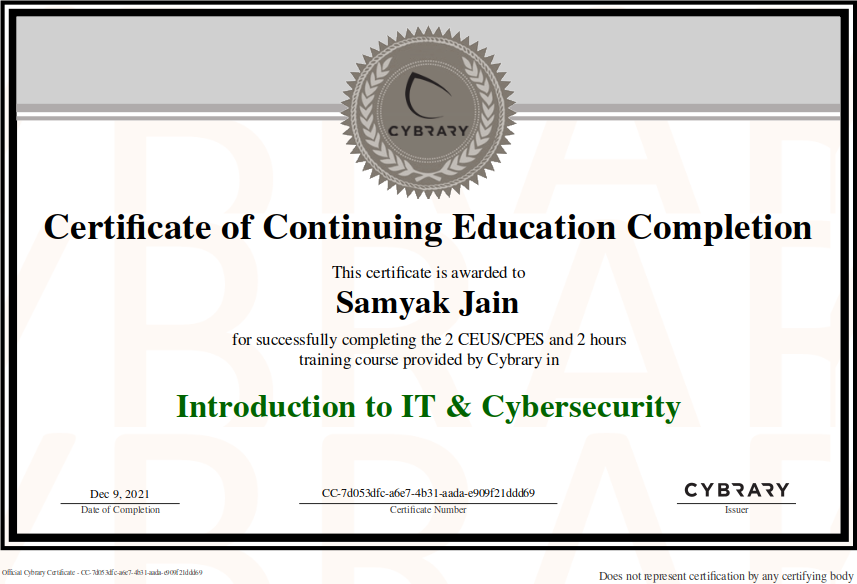 CYBRARY
Certificate of Continuing Education Completion
This certificate is awarded to
Samyak Jain
for successfully completing the 2 CEUS/CPES and 2 hours
training course provided by Cybrary in
Introduction to IT & Cybersecurity
Dec 9, 2021
Date of Completion
CC-7d053dfc-a6e7-4b31-aada-e909f21ddd69
Certificate Number
CYBRARY
Issuer
Official Cybrary Certificate - CC-7d053dfc-a6e7-4b31-aada-e909f21ddd69
Does not represent certification by any certifying body